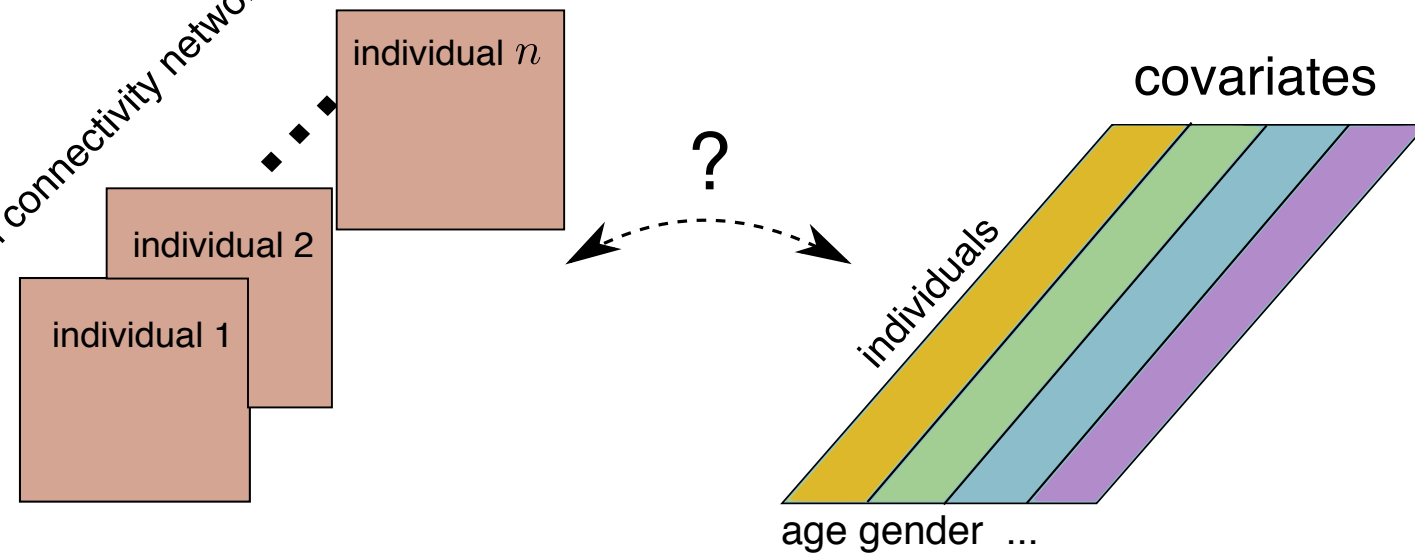 connectivity
individual n
individual 2
individual 1
?
covariates
individuals
age gender ...